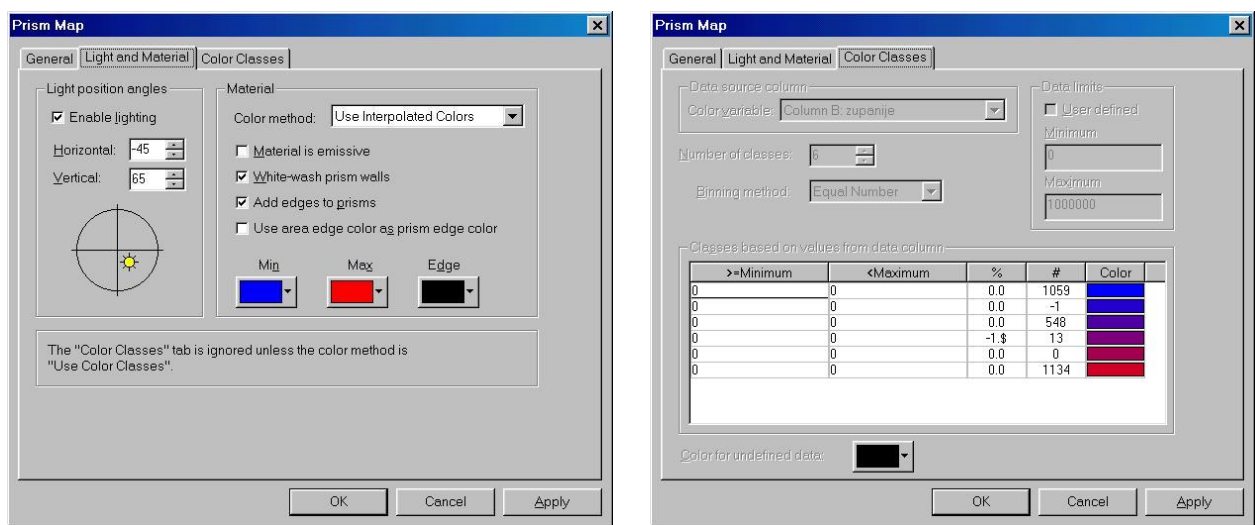 Prism Map
General Light and Material Color Classes
Light position angles
Enable lighting
Horizontal: -45
Vertical: 65
Material
Color method: Use Interpolated Colors
Material is emissive
White-wash prism walls
Add edges to prisms
Use area edge color as prism edge color
Min Max Edge
The "Color Classes" tab is ignored unless the color method is
"Use Color Classes".
OK Cancel Apply
Prism Map
General Light and Material Color Classes
Data source column
Color variable: Column B: zupanije
Number of classes: 6
Binning method: Equal Number
Data limits
User defined
Minimum
0
Maximum
1000000
Classes based on values from data column
>=Minimum <Maximum % # Color
0 0 0.0 1059
0 0 0.0 -1
0 0 0.0 548
0 0 -1.$ 13
0 0 0.0 0
0 0 0.0 1134
Color for undefined data:
OK Cancel Apply